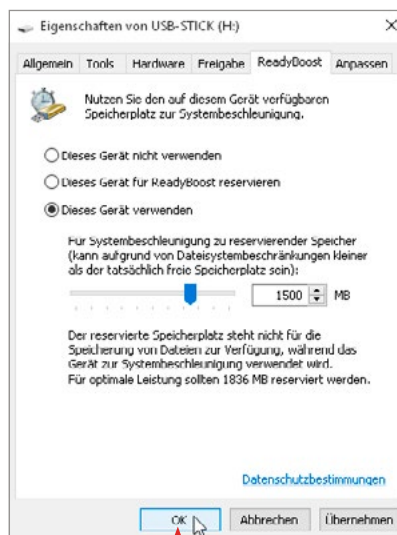 Eigenschaften von USB-STICK (H:)
Allgemein Tools Hardware Freigabe ReadyBoost Anpassen
Nutzen Sie den auf diesem Gerät verfügbaren
Speicherplatz zur Systembeschleunigung.
Dieses Gerät nicht verwenden
Dieses Gerät für ReadyBoost reservieren
Dieses Gerät verwenden
Für Systembeschleunigung zu reservierender Speicher
(kann aufgrund von Dateisystembeschränkungen kleiner
als der tatsächlich freie Speicherplatz sein):
1500 MB
Der reservierte Speicherplatz steht nicht für die
Speicherung von Dateien zur Verfügung, während das
Gerät zur Systembeschleunigung verwendet wird.
Für optimale Leistung sollten 1836 MB reserviert werden.
Datenschutzbestimmungen
OK Abbrechen Übernehmen